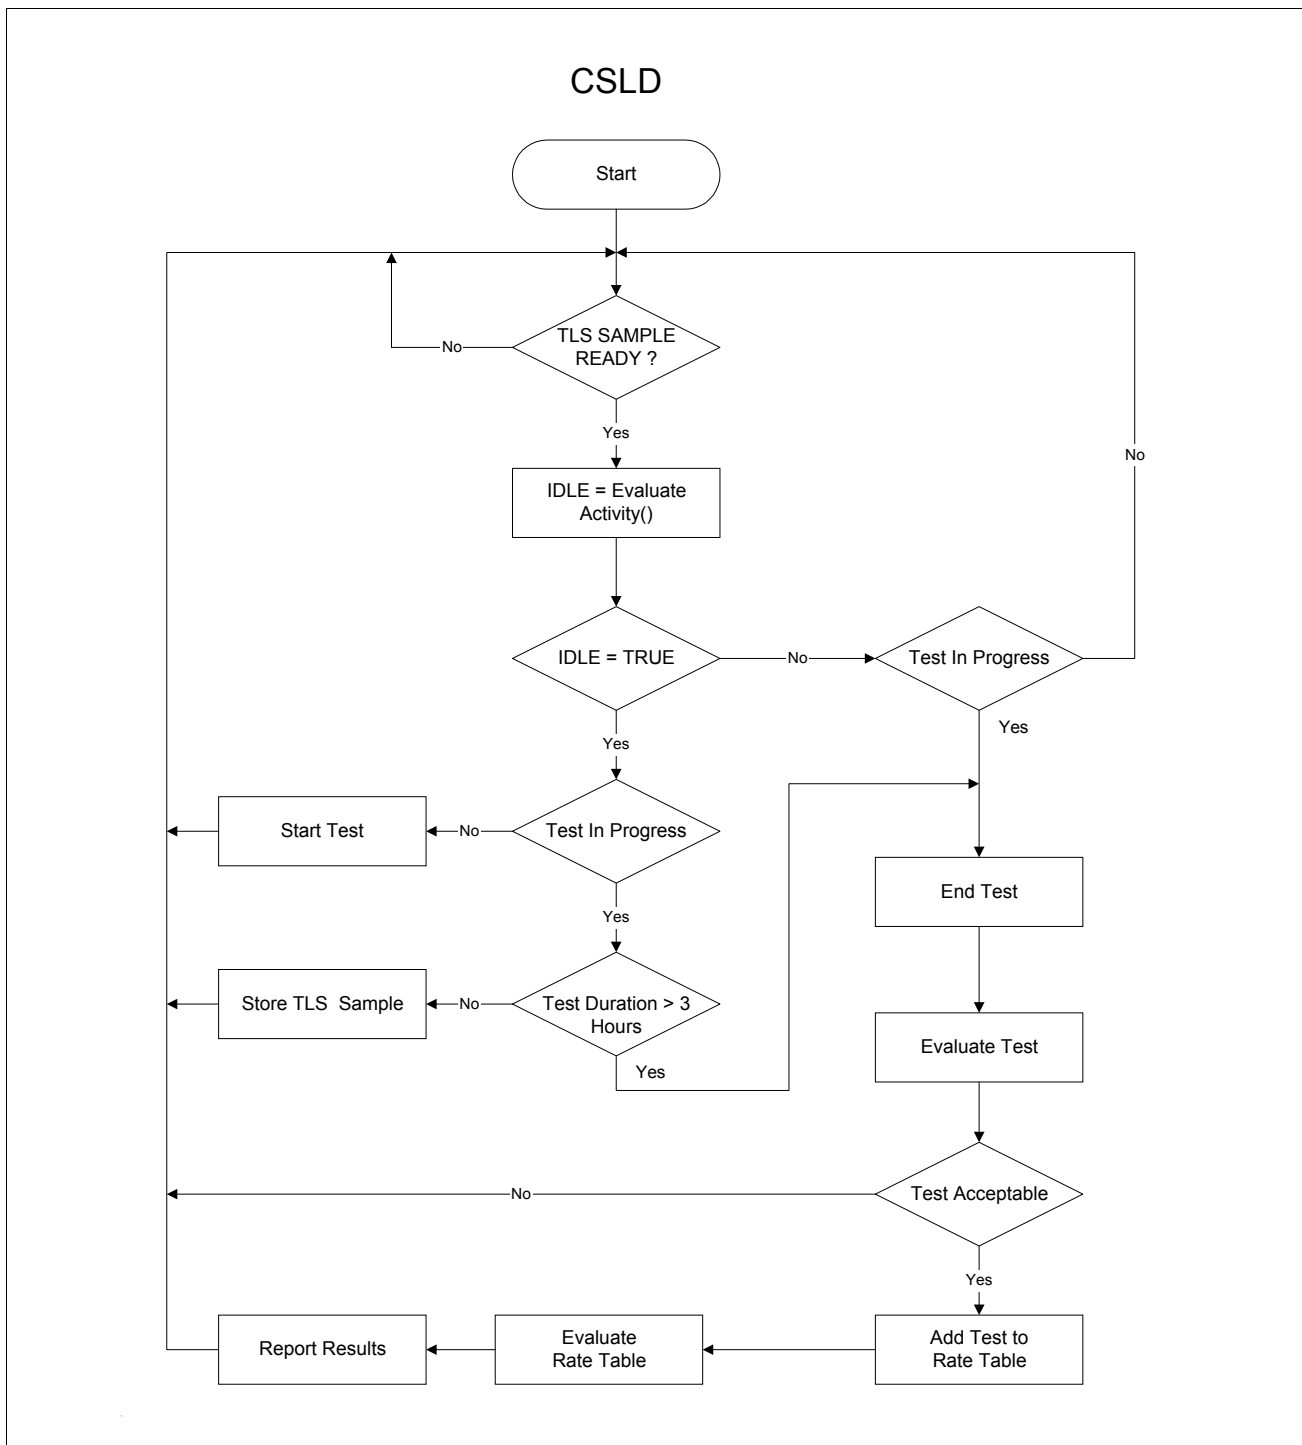 CSLD
Start
TLS SAMPLE
READY ?
No
Yes
No
IDLE = Evaluate
Activity()
IDLE = TRUE
No
Test In Progress
Yes
Yes
Start Test
No
Test In Progress
End Test
Yes
Store TLS Sample
No
Test Duration > 3
Hours
Evaluate Test
Yes
No
Test Acceptable
Yes
Report Results
Evaluate
Rate Table
Add Test to
Rate Table